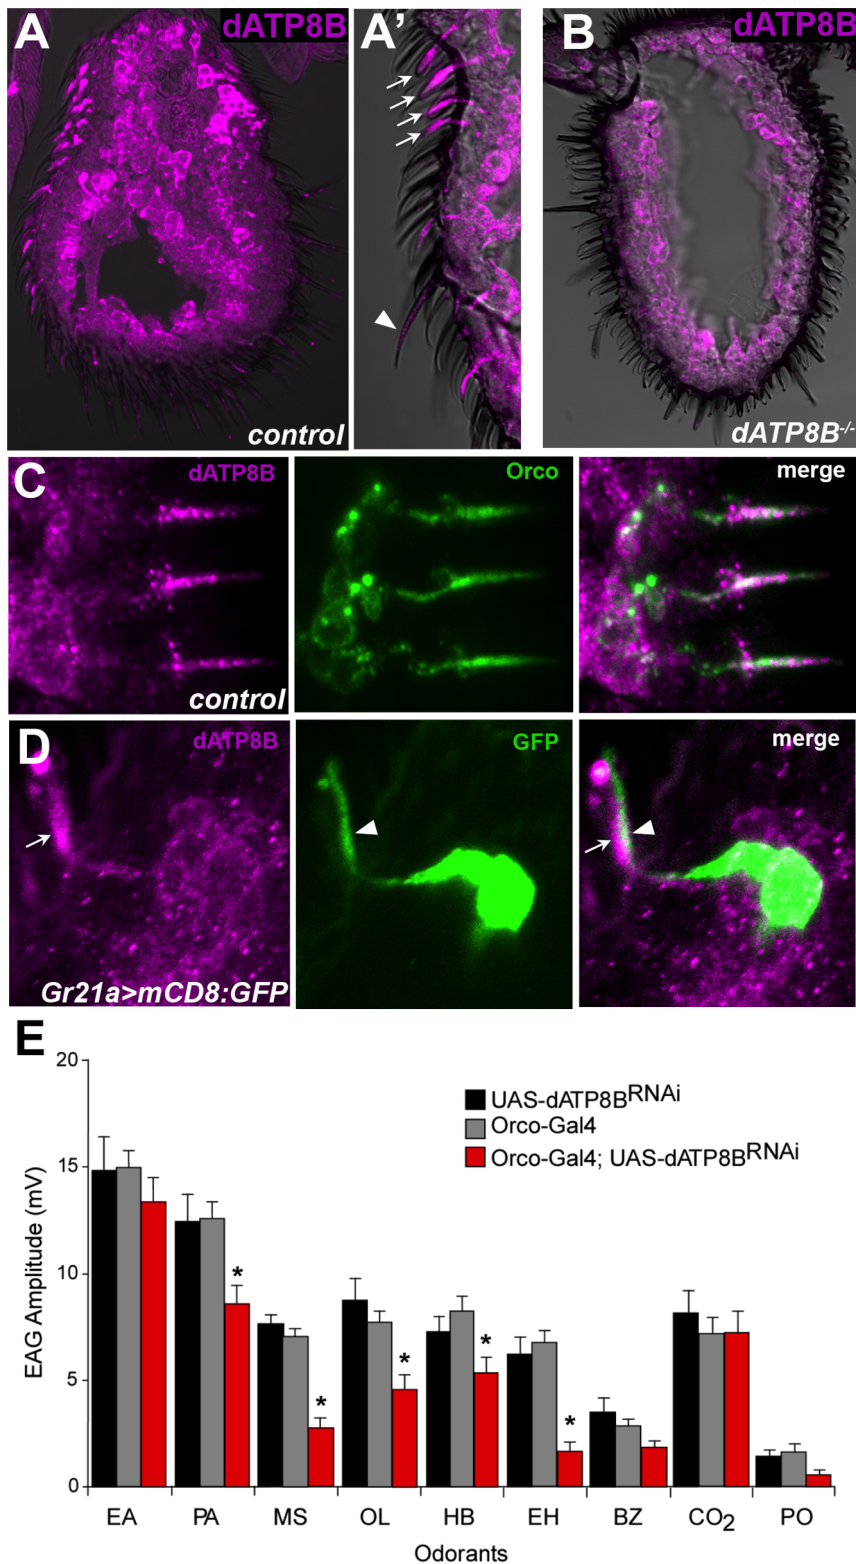 A
dATP8B
control
A'
B
dATP8B
dATP8B-/-
C
dATP8B
Orco
merge
control
D
dATP8B
GFP
merge
Gr21a>mCD8:GFP
E
UAS-dATP8BRNAi
Orco-Gal4
Orco-Gal4; UAS-dATP8BRNAi
EAG Amplitude (mV)
20
15
10
5
0
*
*
*
*
*
EA PA MS OL HB EH BZ CO2 PO
Odorants